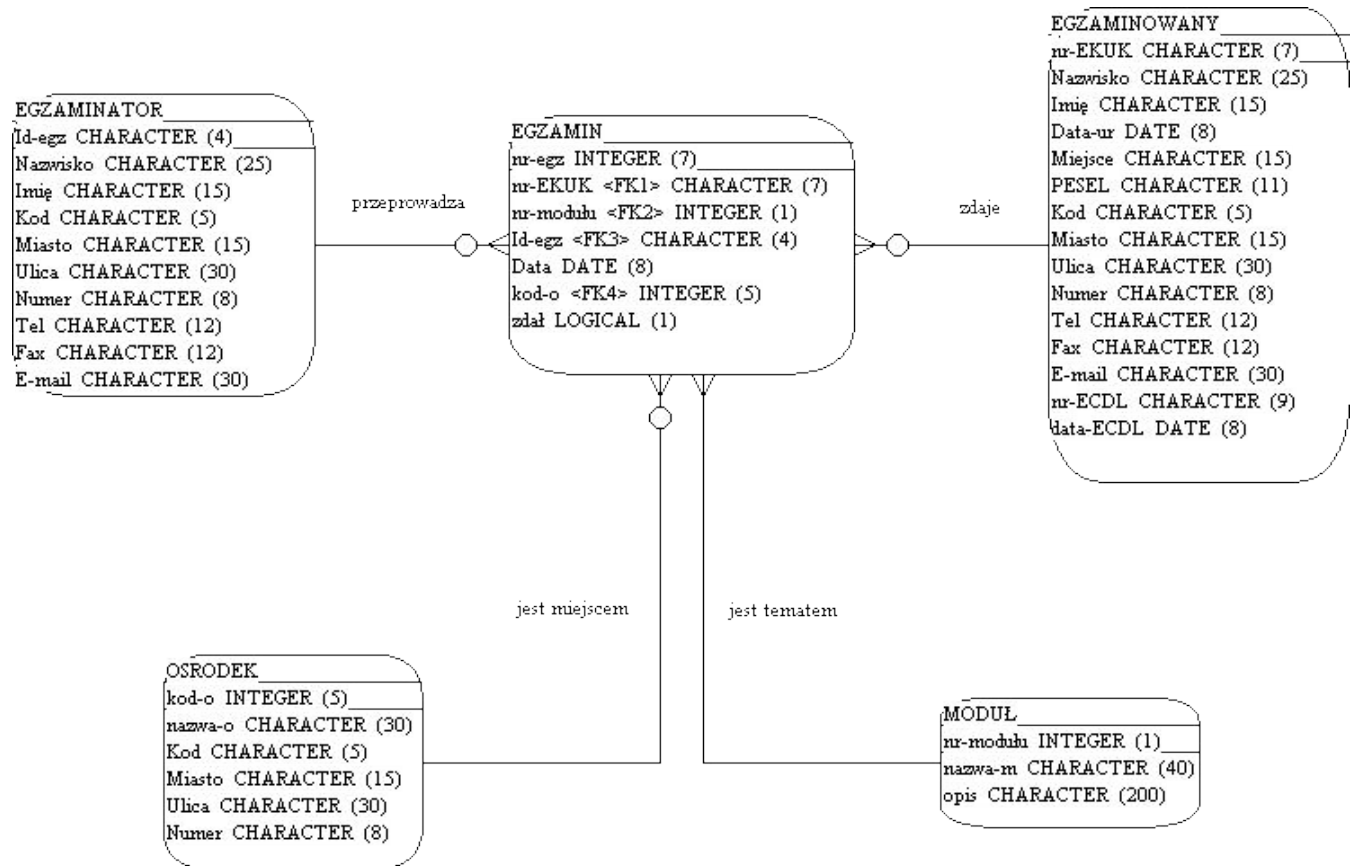 EGZAMINATOR
Id-egz CHARACTER (4)
Nazwisko CHARACTER (25)
Imię CHARACTER (15)
Kod CHARACTER (5)
Miasto CHARACTER (15)
Ulica CHARACTER (30)
Numer CHARACTER (8)
Tel CHARACTER (12)
Fax CHARACTER (12)
E-mail CHARACTER (30)
przeprowadza
EGZAMIN
nr-egz INTEGER (7)
nr-EKUK <FK1> CHARACTER (7)
nr-modułu <FK2> INTEGER (1)
Id-egz <FK3> CHARACTER (4)
Data DATE (8)
kod-o <FK4> INTEGER (5)
zdał LOGICAL (1)
zdaje
EGZAMINOWANY
nr-EKUK CHARACTER (7)
Nazwisko CHARACTER (25)
Imię CHARACTER (15)
Data-ur DATE (8)
Miejsce CHARACTER (15)
PESEL CHARACTER (11)
Kod CHARACTER (5)
Miasto CHARACTER (15)
Ulica CHARACTER (30)
Numer CHARACTER (8)
Tel CHARACTER (12)
Fax CHARACTER (12)
E-mail CHARACTER (30)
nr-ECDL CHARACTER (9)
data-ECDL DATE (8)
jest miejscem
jest tematem
OSRODEK
kod-o INTEGER (5)
nazwa-o CHARACTER (30)
Kod CHARACTER (5)
Miasto CHARACTER (15)
Ulica CHARACTER (30)
Numer CHARACTER (8)
MODUŁ
nr-modułu INTEGER (1)
nazwa-m CHARACTER (40)
opis CHARACTER (200)